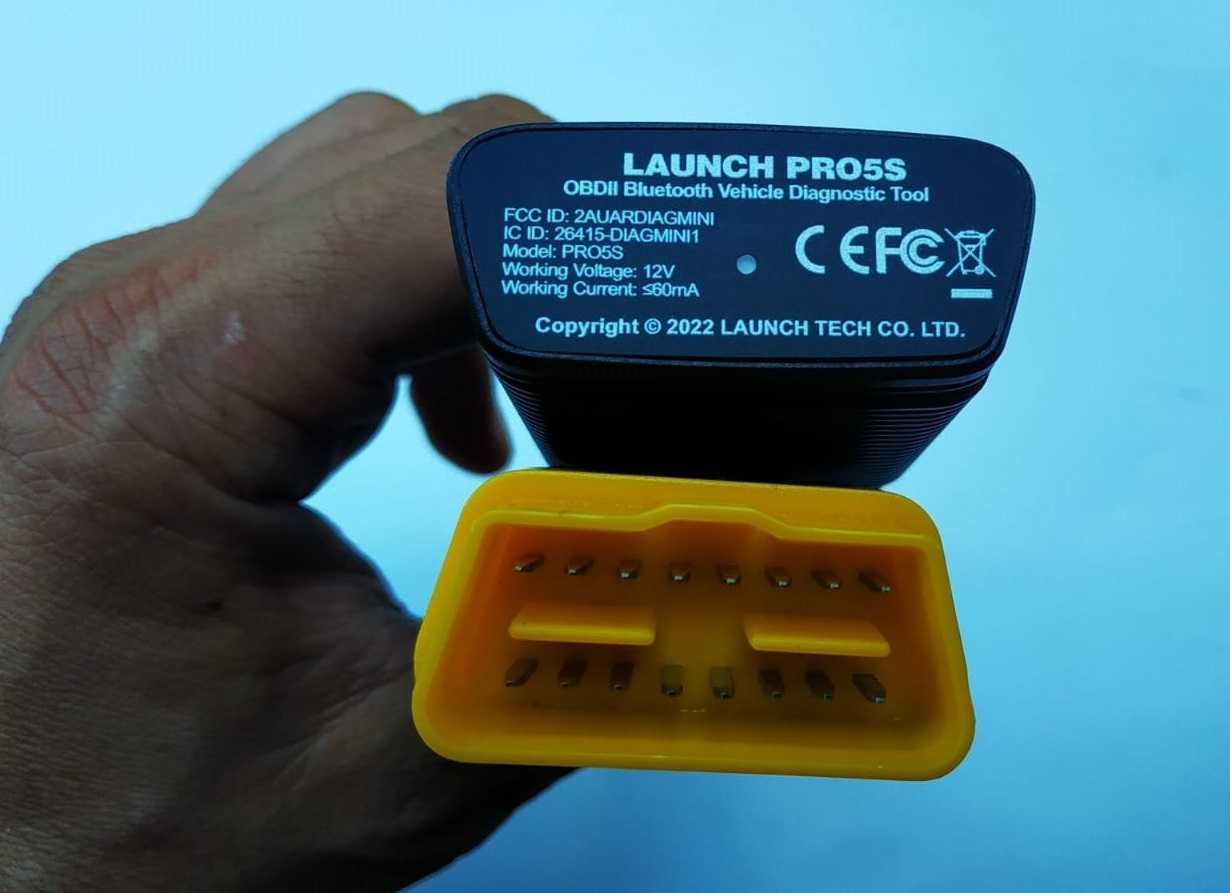 LAUNCH PRO5S
OBDII Bluetooth Vehicle Diagnostic Tool
FCC ID: 2AUARDIAGMINI
IC ID: 26415-DIAGMINI1
Model: PRO5S
Working Voltage: 12V
Working Current: ≤60mA
CE FC
Copyright © 2022 LAUNCH TECH CO. LTD.